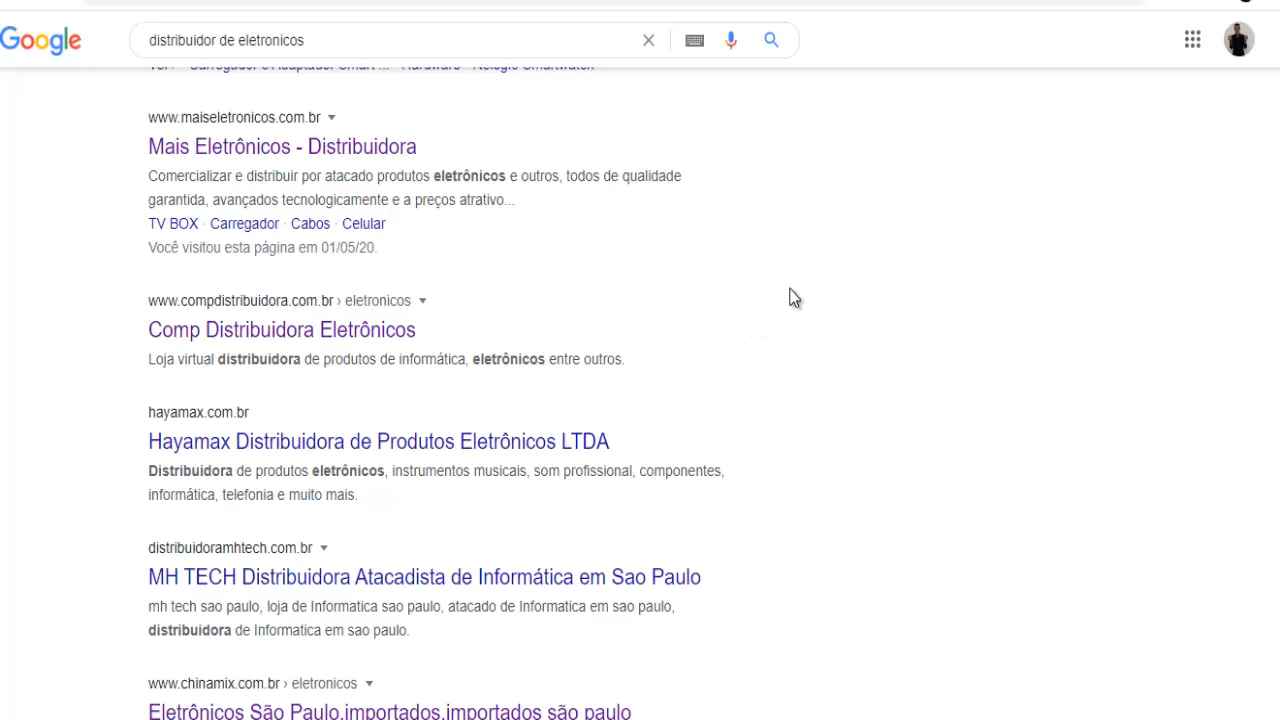 Google
distribuidor de eletronicos
Carregador e Adaptador Smart ... · Hardware · Relógio Smartwatch
www.maiseletronicos.com.br
Mais Eletrônicos - Distribuidora
Comercializar e distribuir por atacado produtos eletrônicos e outros, todos de qualidade
garantida, avançados tecnologicamente e a preços atrativo...
TV BOX · Carregador · Cabos · Celular
Você visitou esta página em 01/05/20.
www.compdistribuidora.com.br › eletronicos
Comp Distribuidora Eletrônicos
Loja virtual distribuidora de produtos de informática, eletrônicos entre outros.
hayamax.com.br
Hayamax Distribuidora de Produtos Eletrônicos LTDA
Distribuidora de produtos eletrônicos, instrumentos musicais, som profissional, componentes,
informática, telefonia e muito mais.
distribuidoramhtech.com.br
MH TECH Distribuidora Atacadista de Informática em Sao Paulo
mh tech sao paulo, loja de Informatica sao paulo, atacado de Informatica em sao paulo,
distribuidora de Informatica em sao paulo.
www.chinamix.com.br › eletronicos
Eletrônicos São Paulo,importados,importados são paulo